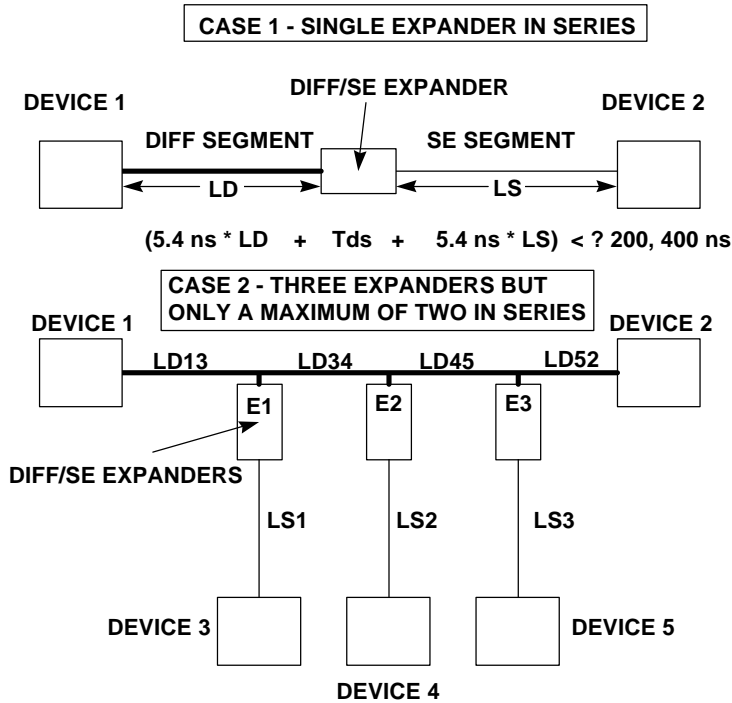 CASE 1 - SINGLE EXPANDER IN SERIES
DIFF/SE EXPANDER
DEVICE 1
DEVICE 2
DIFF SEGMENT
SE SEGMENT
LD
LS
(5.4 ns * LD + Tds + 5.4 ns * LS) < ? 200, 400 ns
CASE 2 - THREE EXPANDERS BUT
ONLY A MAXIMUM OF TWO IN SERIES
DEVICE 1
DEVICE 2
LD13
LD34
LD45
LD52
E1
E2
E3
DIFF/SE EXPANDERS
LS1
LS2
LS3
DEVICE 3
DEVICE 5
DEVICE 4